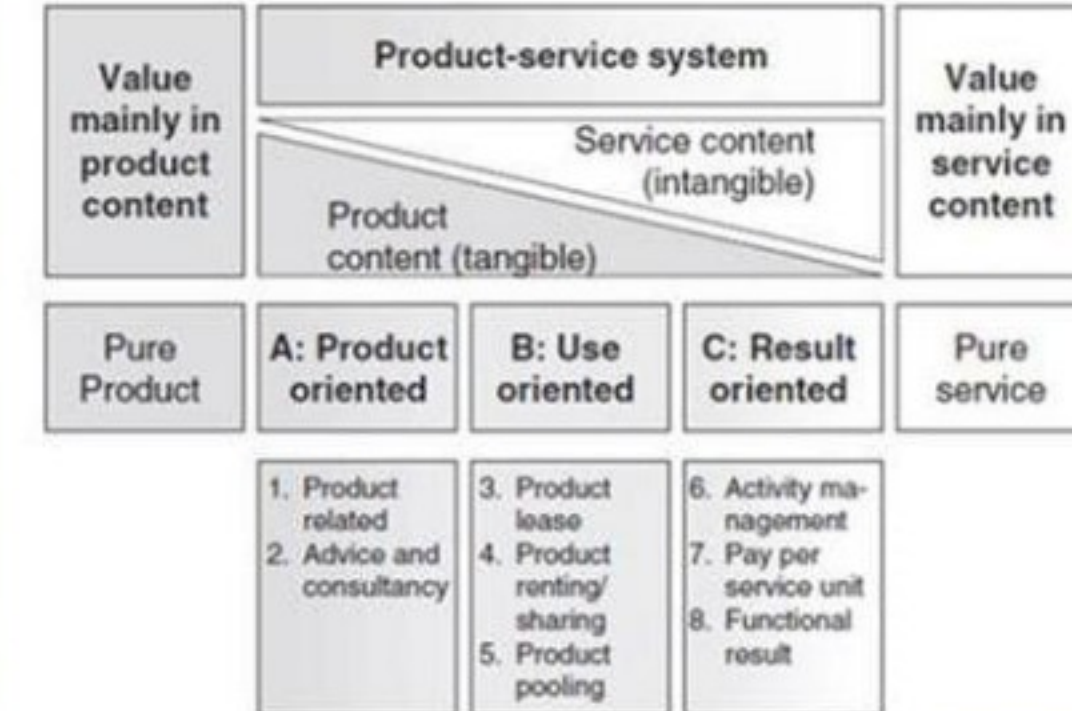 Value
mainly in
product
content
Product-service system
Service content
(intangible)
Product
content (tangible)
Value
mainly in
service
content
Pure
Product
A: Product
oriented
B: Use
oriented
C: Result
oriented
Pure
service
1. Product
related
2. Advice and
consultancy
3. Product
lease
4. Product
renting/
sharing
5. Product
pooling
6. Activity ma-
nagement
7. Pay per
service unit
8. Functional
result